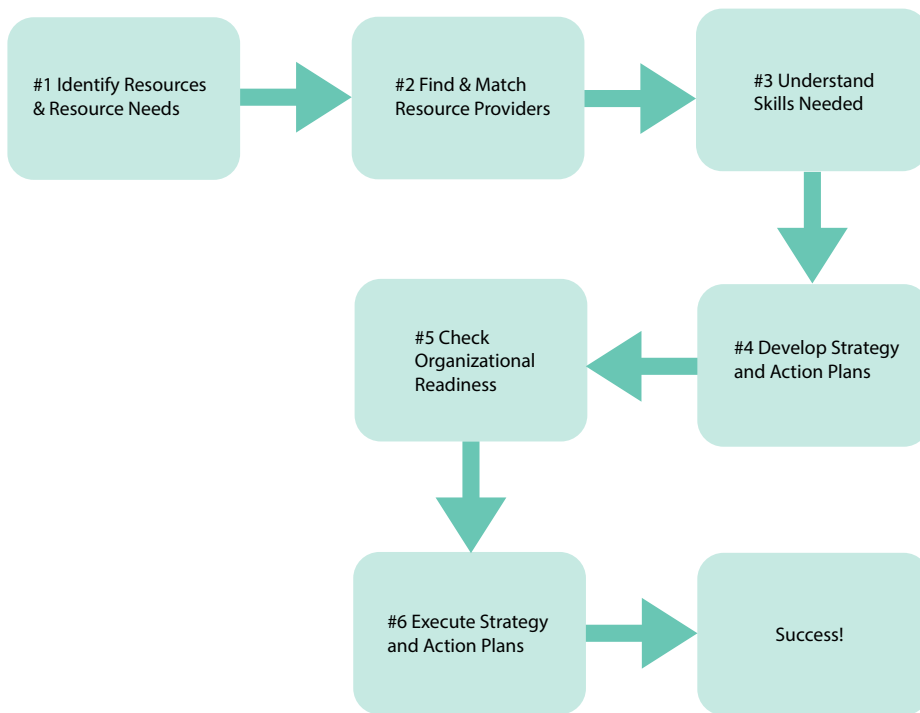 #1 Identify Resources
& Resource Needs
#2 Find & Match
Resource Providers
#3 Understand
Skills Needed
#4 Develop Strategy
and Action Plans
#5 Check
Organizational
Readiness
#6 Execute Strategy
and Action Plans
Success!